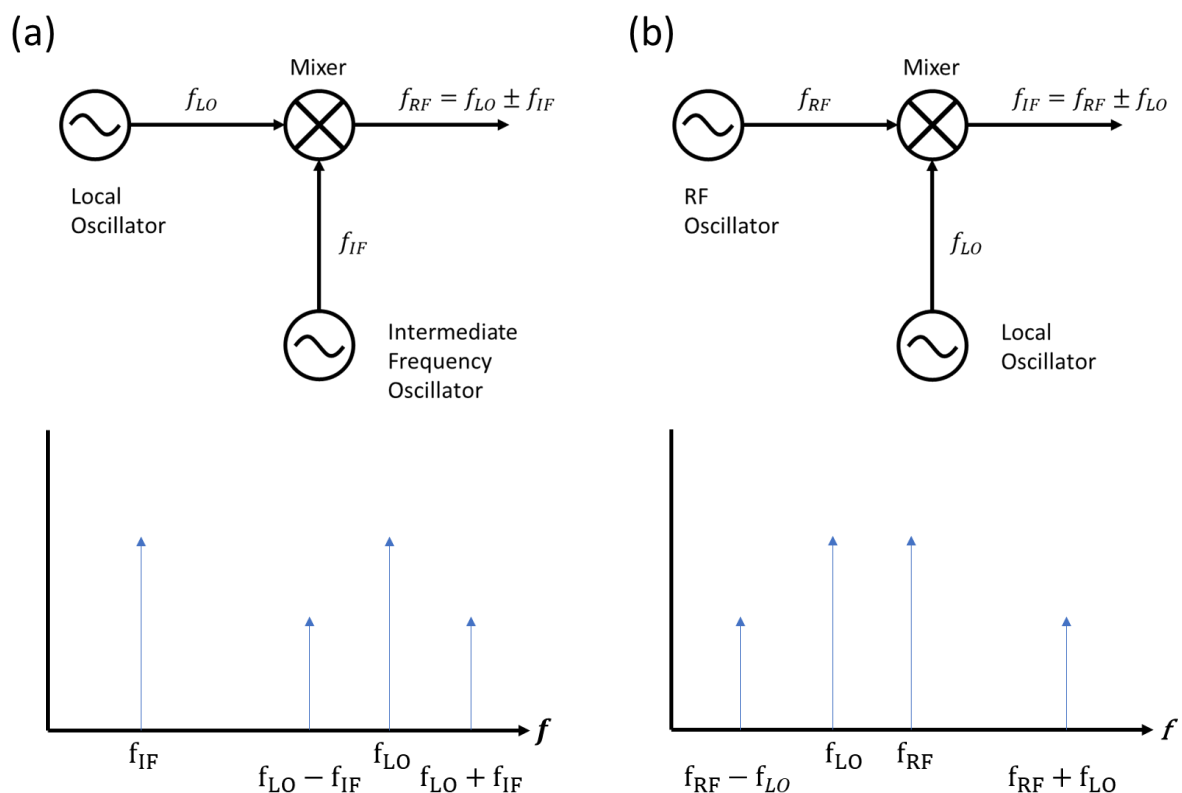 (a)
Mixer
f_LO
f_RF = f_LO ± f_IF
Local
Oscillator
f_IF
Intermediate
Frequency
Oscillator
f
f_IF
f_LO − f_IF
f_LO
f_LO + f_IF
(b)
Mixer
f_RF
f_IF = f_RF ± f_LO
RF
Oscillator
f_LO
Local
Oscillator
f
f_RF − f_LO
f_LO
f_RF
f_RF + f_LO